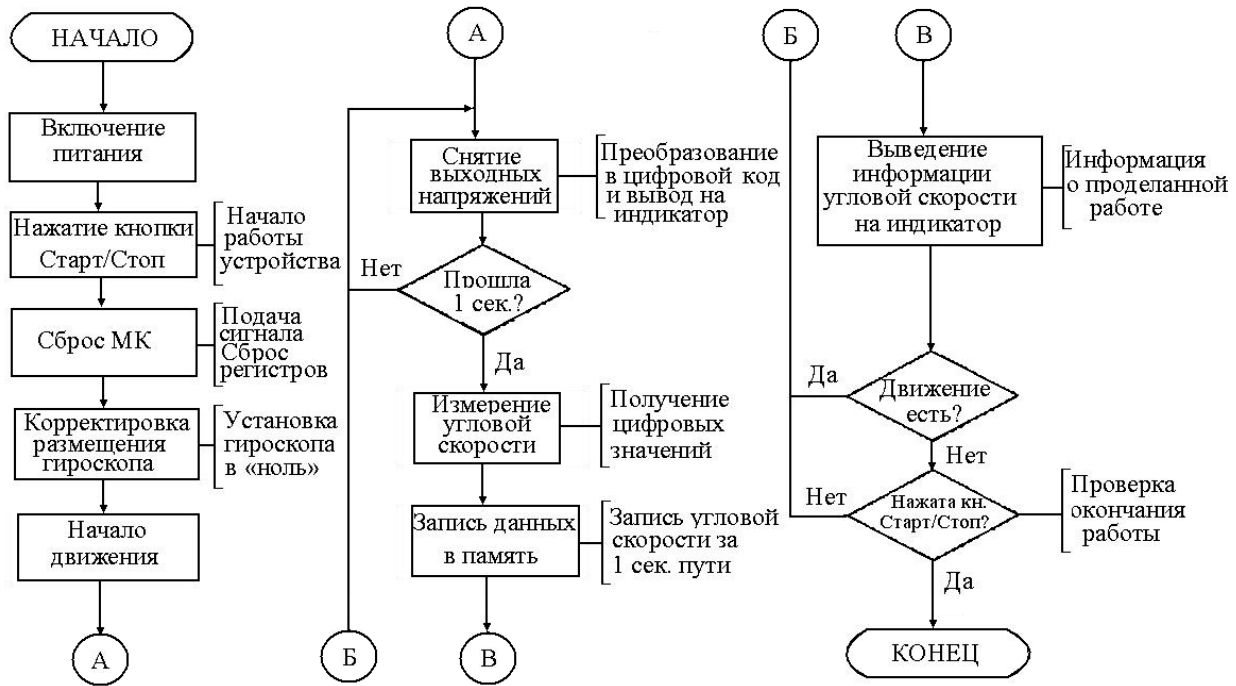 НАЧАЛО
Включение
питания
Нажатие кнопки
Старт/Стоп
Начало
работы
устройства
Сброс МК
Подача
сигнала
Сброс
регистров
Корректировка
размещения
гироскопа
Установка
гироскопа
в «ноль»
Начало
движения
А
А
Снятие
выходных
напряжений
Преобразование
в цифровой код
и вывод на
индикатор
Нет
Прошла
1 сек.?
Да
Измерение
угловой
скорости
Получение
цифровых
значений
Запись данных
в память
Запись угловой
скорости за
1 сек. пути
Б
В
Б
В
Выведение
информации
угловой скорости
на индикатор
Информация
о проделанной
работе
Да
Движение
есть?
Нет
Нет
Нажата кн.
Старт/Стоп?
Проверка
окончания
работы
Да
КОНЕЦ